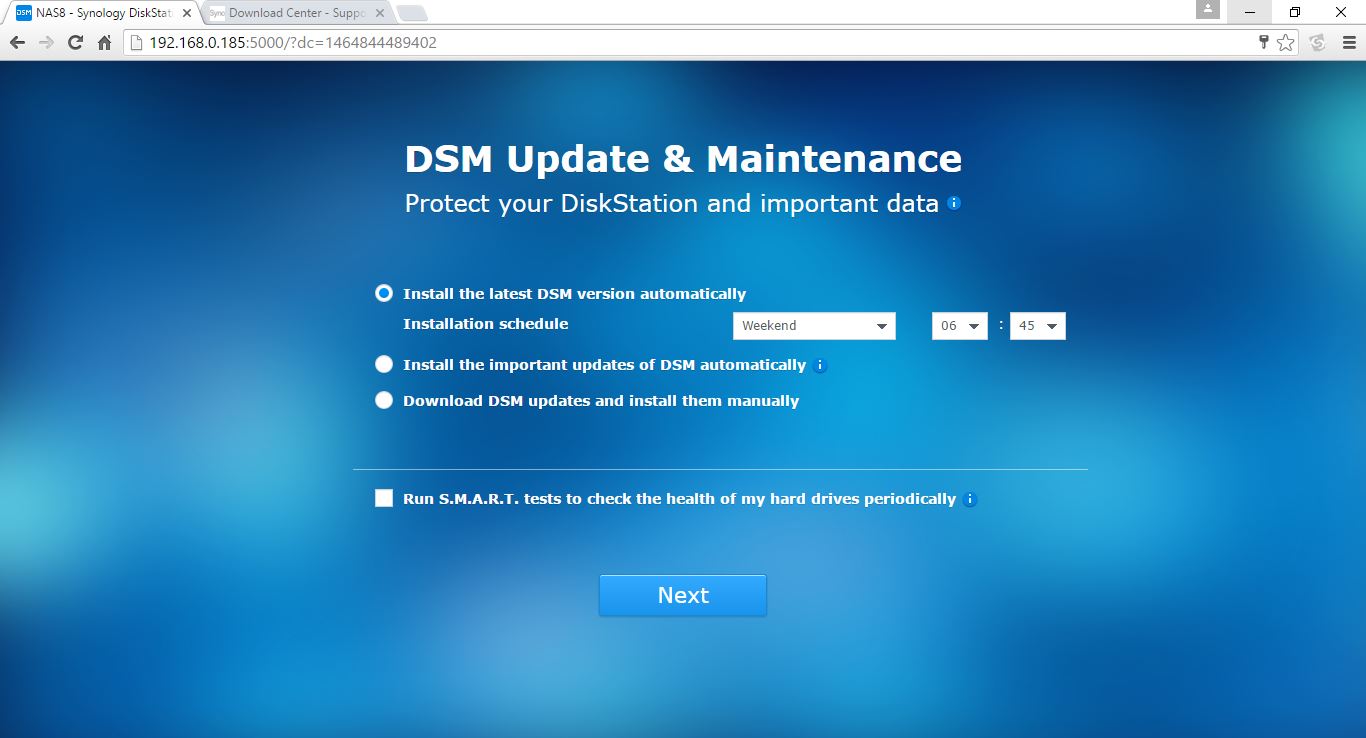 DSM NAS8 - Synology DiskStat
Syno Download Center - Suppo
192.168.0.185:5000/?dc=1464844489402
DSM Update & Maintenance
Protect your DiskStation and important data i
Install the latest DSM version automatically
Installation schedule Weekend 06 : 45
Install the important updates of DSM automatically i
Download DSM updates and install them manually
Run S.M.A.R.T. tests to check the health of my hard drives periodically i
Next